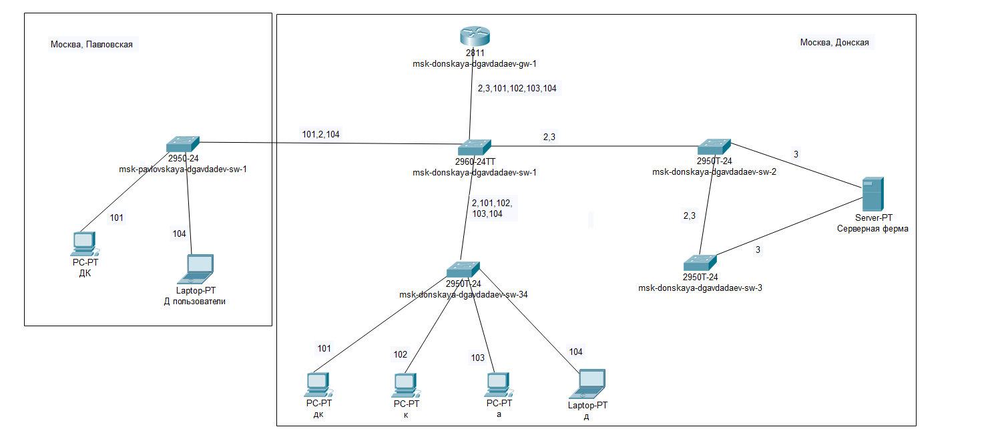 Москва, Павловская
Москва, Донская
2811
msk-donskaya-dgavdadaev-gw-1
2,3,101,102,103,104
101,2,104
2,3
2950-24
msk-pavlovskaya-dgavdadev-sw-1
2960-24TT
msk-donskaya-dgavdadaev-sw-1
2950T-24
msk-donskaya-dgavdadaev-sw-2
3
2,101,102,
103,104
2,3
Server-PT
Серверная ферма
101
104
3
PC-PT
ДК
Laptop-PT
Д пользователи
2950T-24
msk-donskaya-dgavdadaev-sw-34
2950T-24
msk-donskaya-dgavdadaev-sw-3
101
102
103
104
PC-PT
дк
PC-PT
к
PC-PT
а
Laptop-PT
д